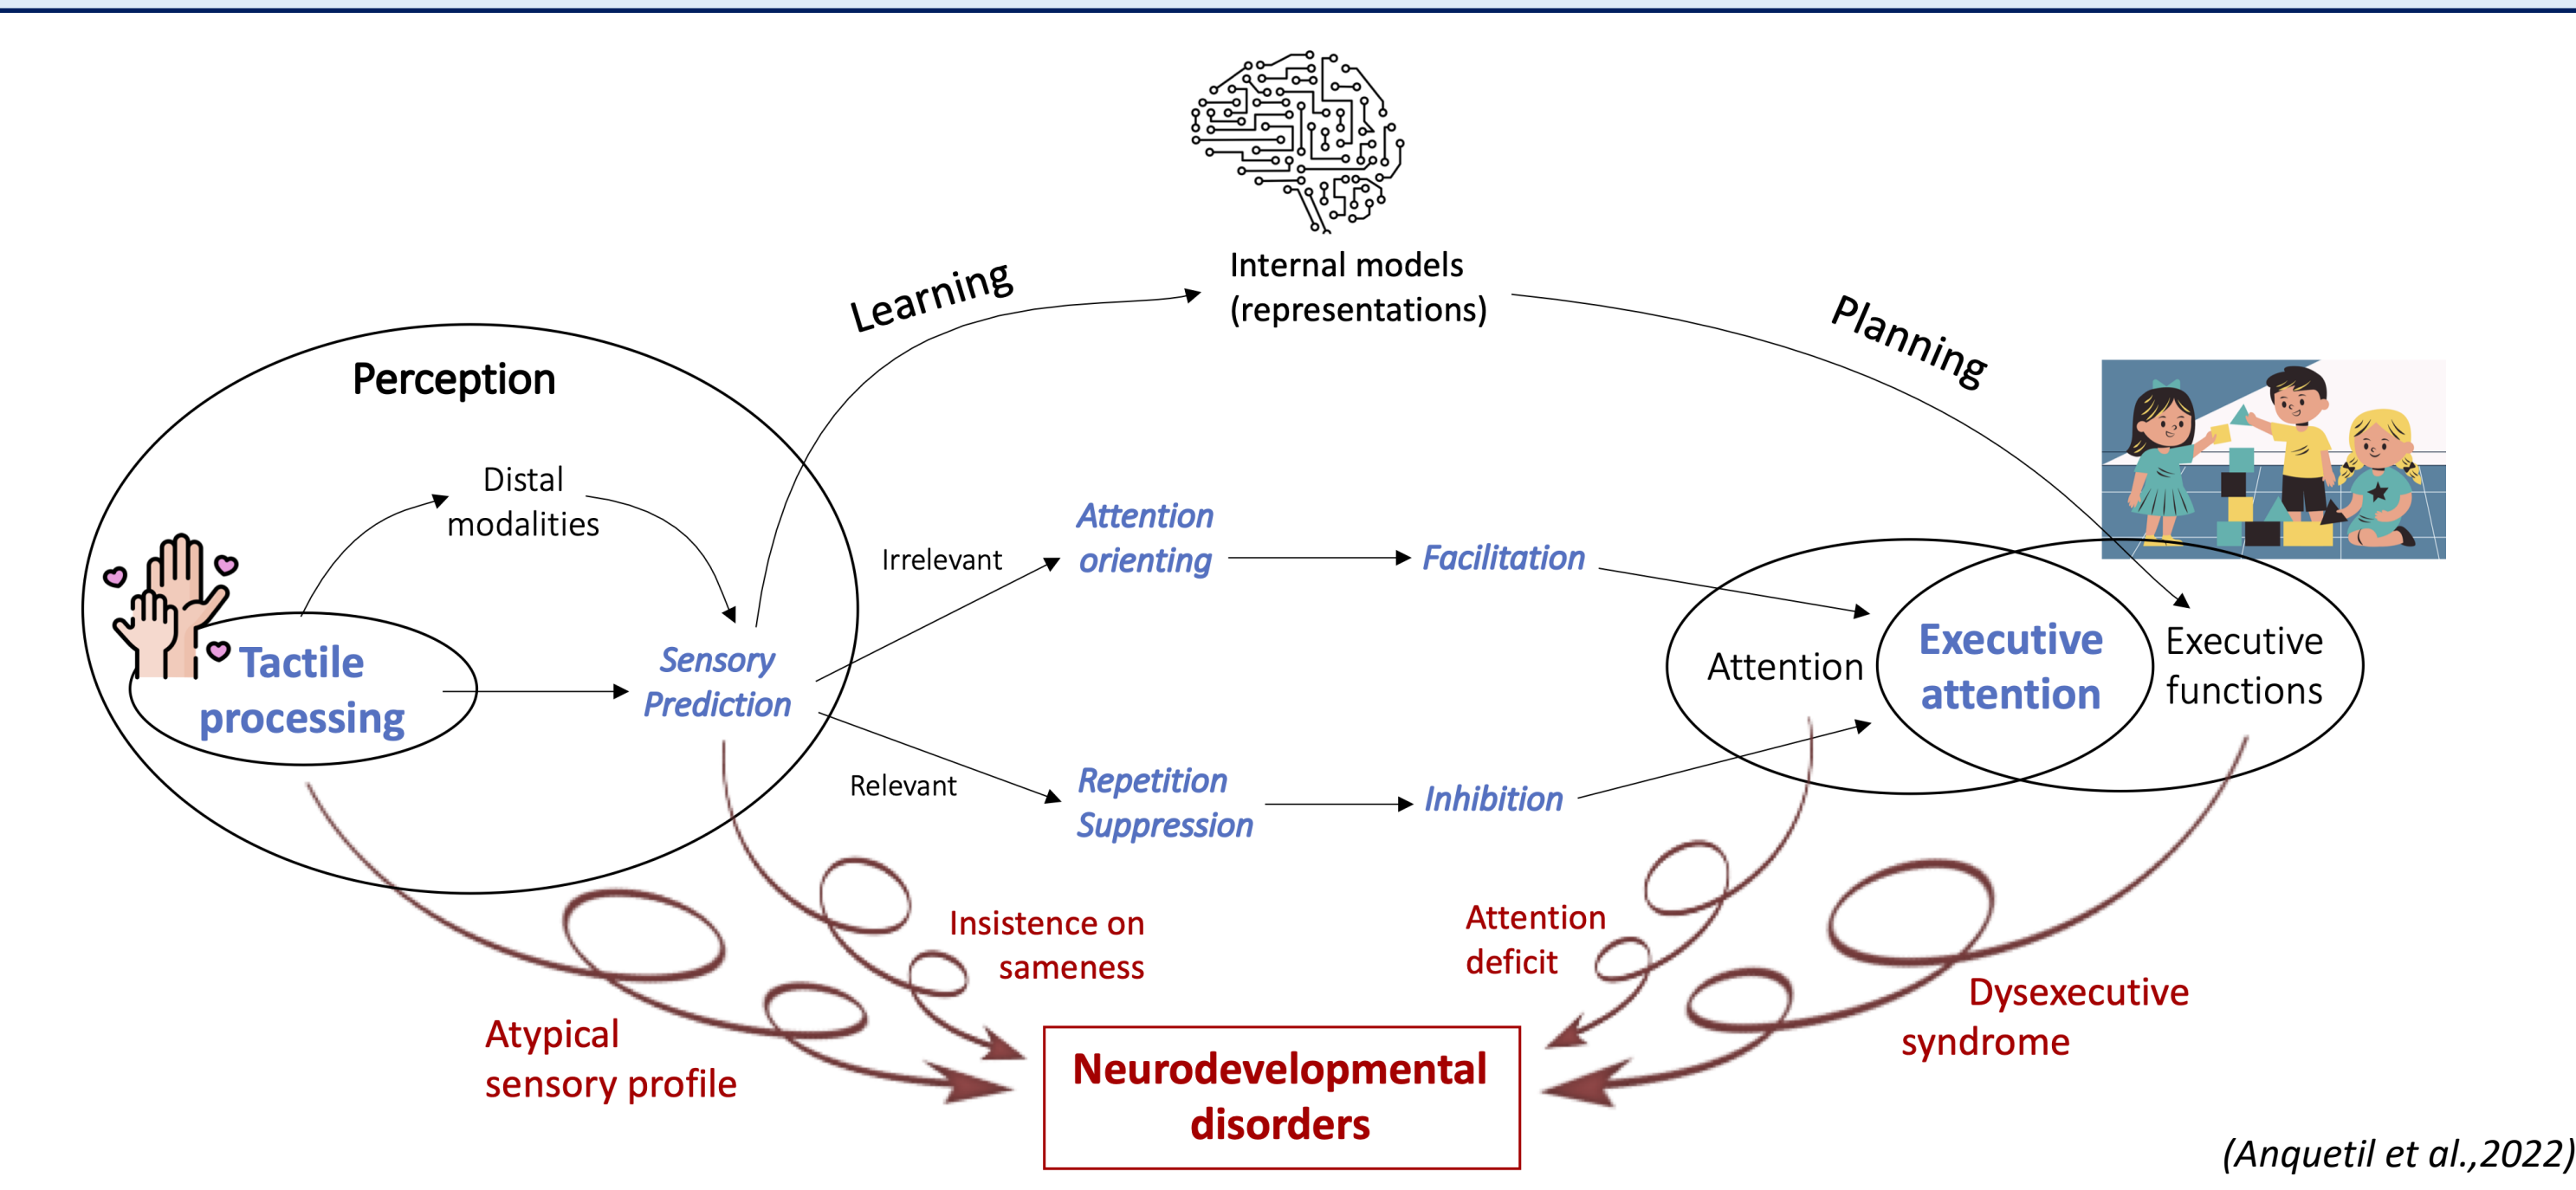 Internal models
(representations)
Learning
Planning
Perception
Distal
modalities
Tactile
processing
Sensory
Prediction
Irrelevant
Attention
orienting
Facilitation
Relevant
Repetition
Suppression
Inhibition
Attention
Executive
attention
Executive
functions
Insistence on
sameness
Atypical
sensory profile
Attention
deficit
Dysexecutive
syndrome
Neurodevelopmental
disorders
(Anquetil et al.,2022)